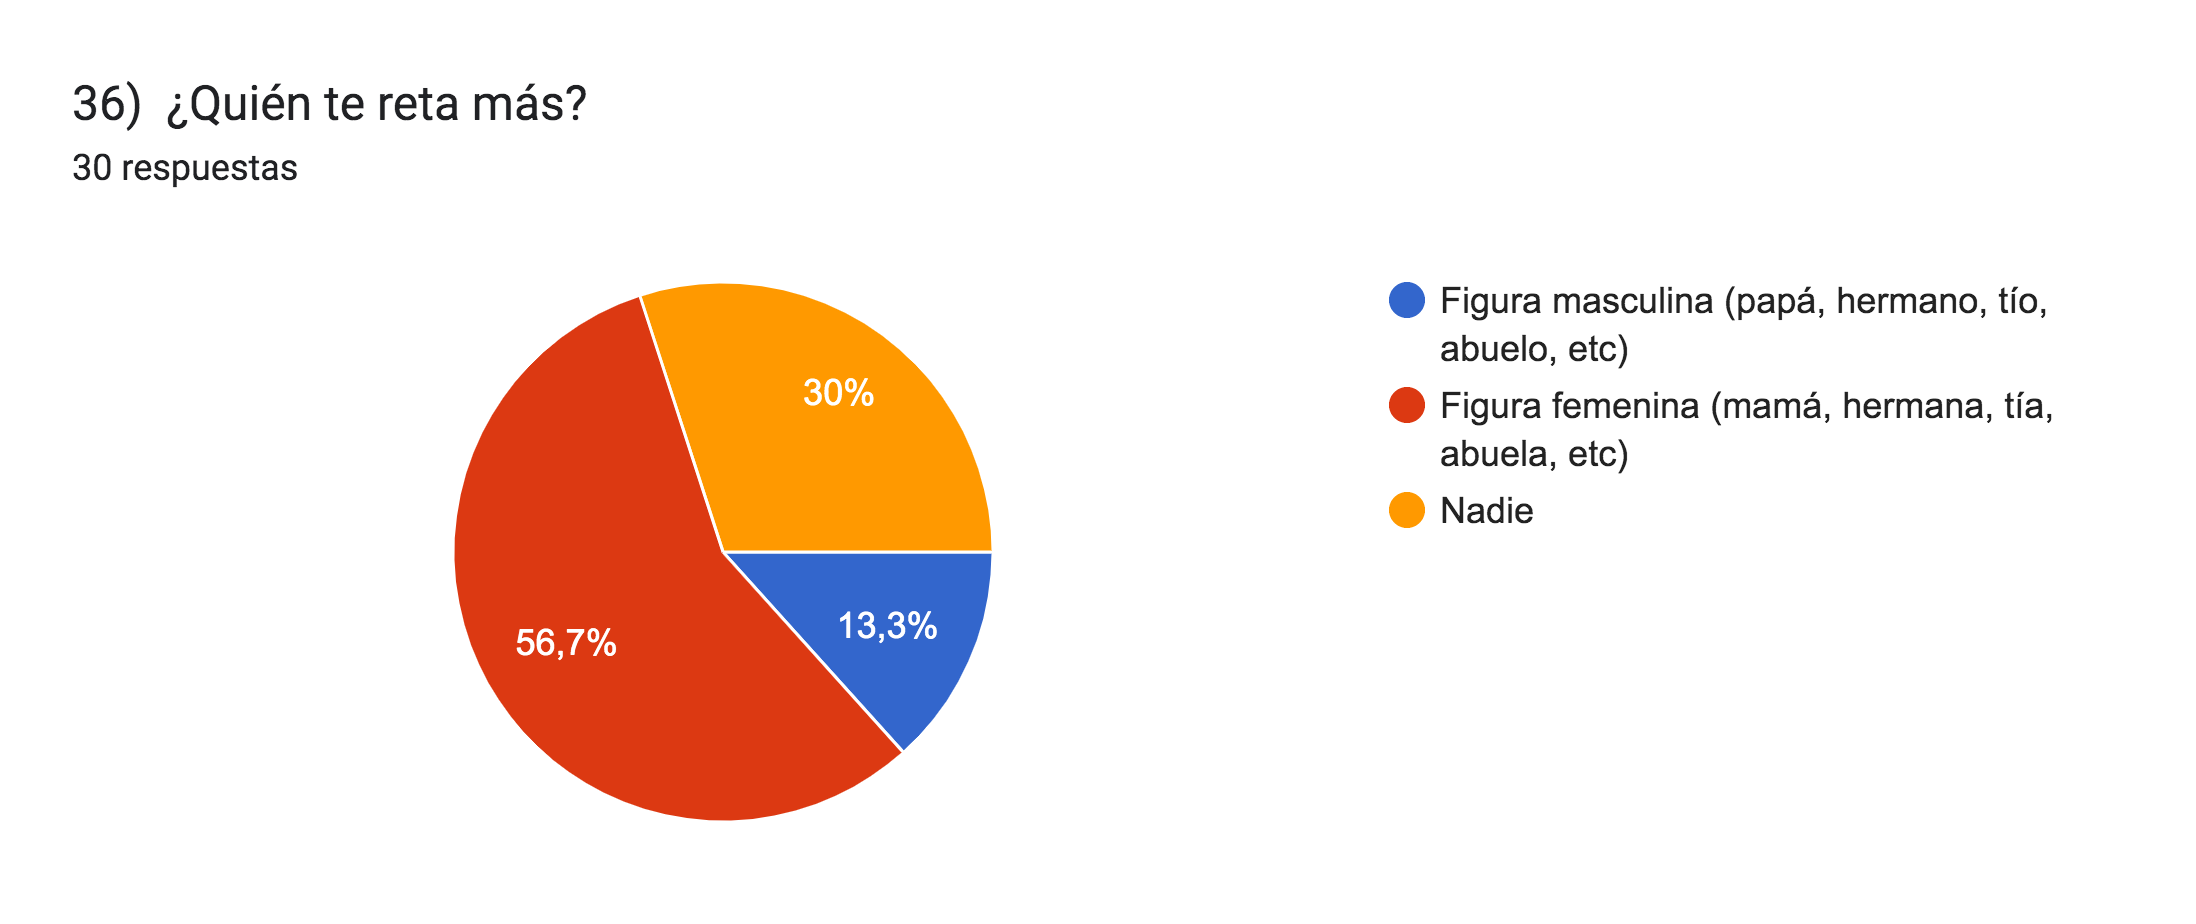 36)  ¿Quién te reta más?
30 respuestas
30%
13,3%
56,7%
Figura masculina (papá, hermano, tío,
abuelo, etc)
Figura femenina (mamá, hermana, tía,
abuela, etc)
Nadie